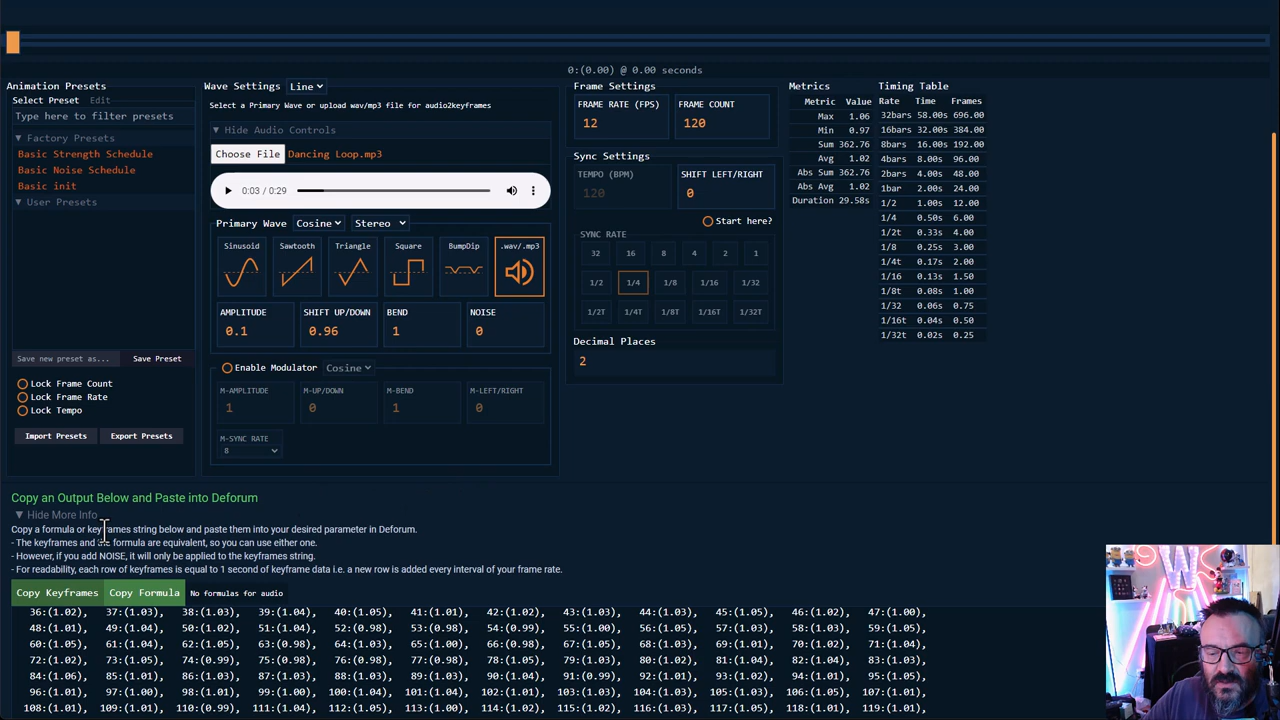 0:(0.00) @ 0.00 seconds
Animation Presets
Select Preset Edit
Type here to filter presets
▼ Factory Presets
Basic Strength Schedule
Basic Noise Schedule
Basic init
▼ User Presets
Save new preset as... Save Preset
Lock Frame Count
Lock Frame Rate
Lock Tempo
Import Presets Export Presets
Wave Settings Line
Select a Primary Wave or upload wav/mp3 file for audio2keyframes
▼ Hide Audio Controls
Choose File Dancing Loop.mp3
0:03 / 0:29
Primary Wave Cosine Stereo
Sinusoid Sawtooth Triangle Square BumpDip .wav/.mp3
AMPLITUDE SHIFT UP/DOWN BEND NOISE
0.1 0.96 1 0
Enable Modulator Cosine
M-AMPLITUDE M-UP/DOWN M-BEND M-LEFT/RIGHT
1 0 1 0
M-SYNC RATE
8
Frame Settings
FRAME RATE (FPS) FRAME COUNT
12 120
Sync Settings
TEMPO (BPM) SHIFT LEFT/RIGHT
120 0
Start here?
SYNC RATE
32 16 8 4 2 1
1/2 1/4 1/8 1/16 1/32
1/2T 1/4T 1/8T 1/16T 1/32T
Decimal Places
2
Metrics
Metric Value
Max 1.06
Min 0.97
Sum 362.76
Avg 1.02
Abs Sum 362.76
Abs Avg 1.02
Duration 29.58s
Timing Table
Rate Time Frames
32bars 58.00s 696.00
16bars 32.00s 384.00
8bars 16.00s 192.00
4bars 8.00s 96.00
2bars 4.00s 48.00
1bar 2.00s 24.00
1/2 1.00s 12.00
1/4 0.50s 6.00
1/2t 0.33s 4.00
1/8 0.25s 3.00
1/4t 0.17s 2.00
1/16 0.13s 1.50
1/8t 0.08s 1.00
1/32 0.06s 0.75
1/16t 0.04s 0.50
1/32t 0.02s 0.25
Copy an Output Below and Paste into Deforum
▼ Hide More Info
Copy a formula or keyframes string below and paste them into your desired parameter in Deforum.
- The keyframes and the formula are equivalent, so you can use either one.
- However, if you add NOISE, it will only be applied to the keyframes string.
- For readability, each row of keyframes is equal to 1 second of keyframe data i.e. a new row is added every interval of your frame rate.
Copy Keyframes Copy Formula No formulas for audio
36:(1.02), 37:(1.03), 38:(1.03), 39:(1.04), 40:(1.05), 41:(1.01), 42:(1.02), 43:(1.03), 44:(1.03), 45:(1.05), 46:(1.02), 47:(1.00),
48:(1.01), 49:(1.04), 50:(1.02), 51:(1.04), 52:(0.98), 53:(0.98), 54:(0.99), 55:(1.00), 56:(1.05), 57:(1.03), 58:(1.03), 59:(1.05),
60:(1.05), 61:(1.04), 62:(1.05), 63:(0.98), 64:(1.03), 65:(1.00), 66:(0.98), 67:(0.98), 68:(1.03), 69:(1.01), 70:(1.02), 71:(1.04),
72:(1.02), 73:(1.05), 74:(0.99), 75:(0.98), 76:(0.98), 77:(0.98), 78:(1.05), 79:(1.03), 80:(1.02), 81:(1.04), 82:(1.04), 83:(1.03),
84:(1.06), 85:(1.01), 86:(1.03), 87:(1.03), 88:(1.03), 89:(1.03), 90:(1.04), 91:(0.99), 92:(1.01), 93:(1.02), 94:(1.01), 95:(1.05),
96:(1.01), 97:(1.00), 98:(1.01), 99:(1.00), 100:(1.04), 101:(1.04), 102:(1.01), 103:(1.03), 104:(1.03), 105:(1.03), 106:(1.05), 107:(1.01),
108:(1.01), 109:(1.01), 110:(0.99), 111:(1.04), 112:(1.06), 113:(1.00), 114:(1.05), 115:(1.02), 116:(1.03), 117:(1.05), 118:(1.01), 119:(1.01),